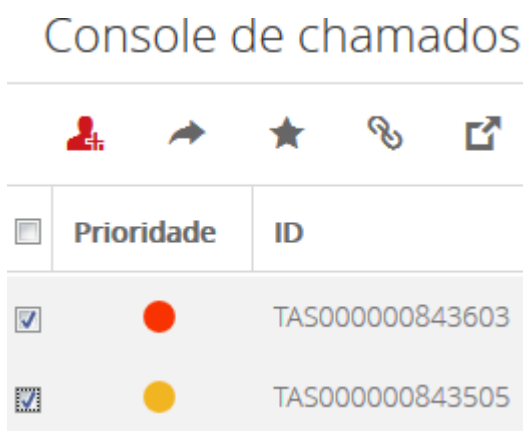 Console de chamados
Prioridade ID
TAS000000843603
TAS000000843505